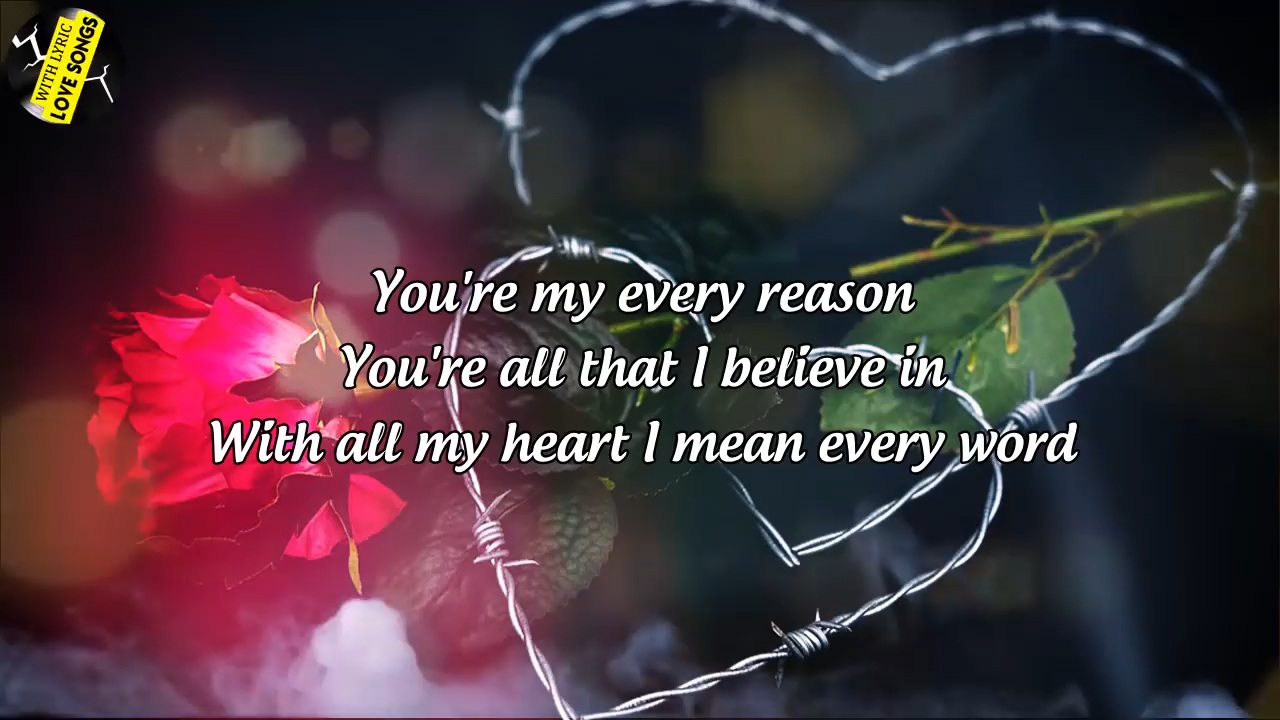 WITH LYRIC
LOVE SONGS
You're my every reason
You're all that I believe in
With all my heart I mean every word